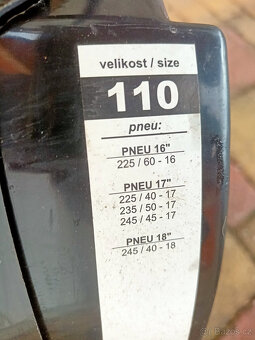 velikost / size
110
pneu:
PNEU 16"
225 / 60 - 16
PNEU 17"
225 / 40 - 17
235 / 50 - 17
245 / 45 - 17
PNEU 18"
245 / 40 - 18